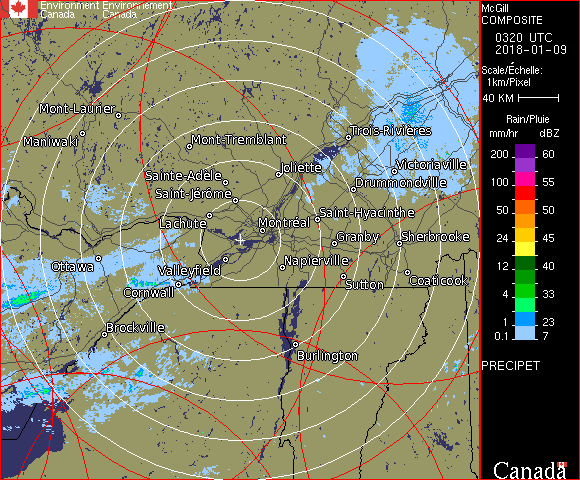 Environment Environnement
Canada Canada
McGill
COMPOSITE
0320 UTC
2018-01-09
Scale/Échelle:
1km/Pixel
40 KM
Rain/Pluie
mm/hr dBZ
200 60
100 55
50 50
24 45
12 40
4 33
1 23
0.1 7
PRECIPET
Canada
Mont-Laurier
Maniwaki
Mont-Tremblant
Trois-Rivières
Joliette
Victoriaville
Sainte-Adèle
Drummondville
Saint-Jérôme
Lachute
Saint-Hyacinthe
Montréal
Granby
Sherbrooke
Ottawa
Valleyfield
Napierville
Cornwall
Sutton
Coaticook
Brockville
Burlington